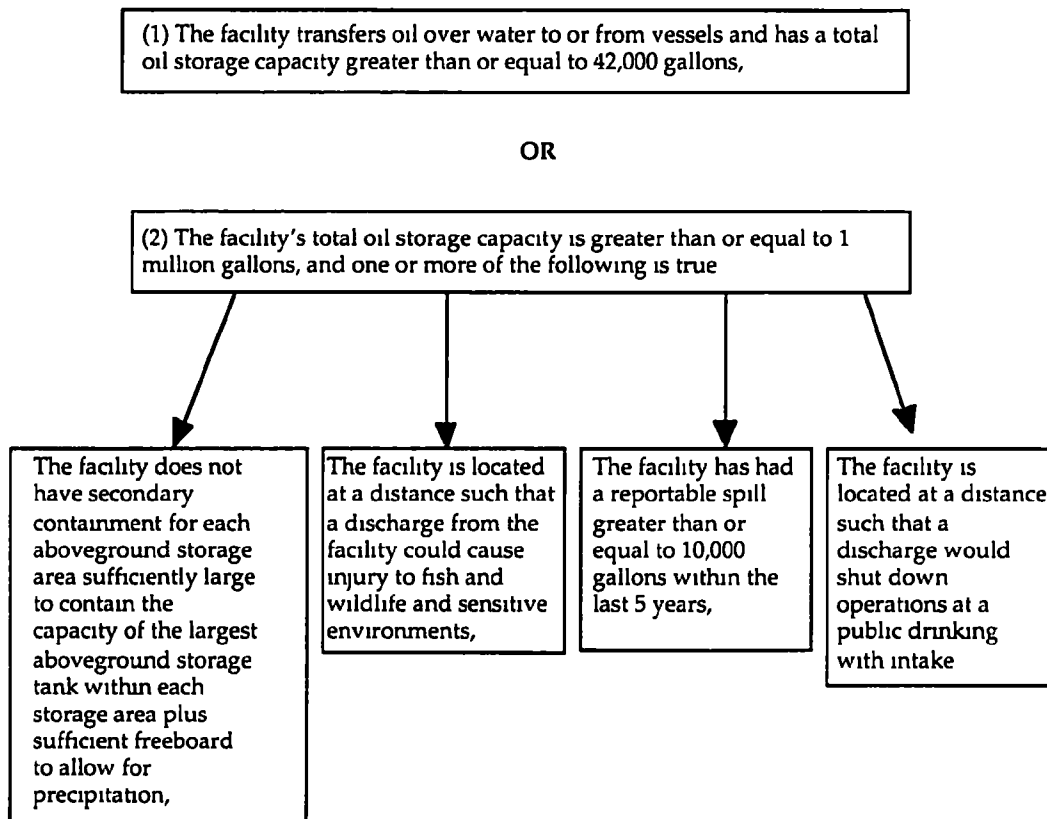 (1) The facility transfers oil over water to or from vessels and has a total
oil storage capacity greater than or equal to 42,000 gallons,
OR
(2) The facility's total oil storage capacity is greater than or equal to 1
million gallons, and one or more of the following is true
The facility does not
have secondary
containment for each
aboveground storage
area sufficiently large
to contain the
capacity of the largest
aboveground storage
tank within each
storage area plus
sufficient freeboard
to allow for
precipitation,
The facility is located
at a distance such that
a discharge from the
facility could cause
injury to fish and
wildlife and sensitive
environments,
The facility has had
a reportable spill
greater than or
equal to 10,000
gallons within the
last 5 years,
The facility is
located at a distance
such that a
discharge would
shut down
operations at a
public drinking
with intake